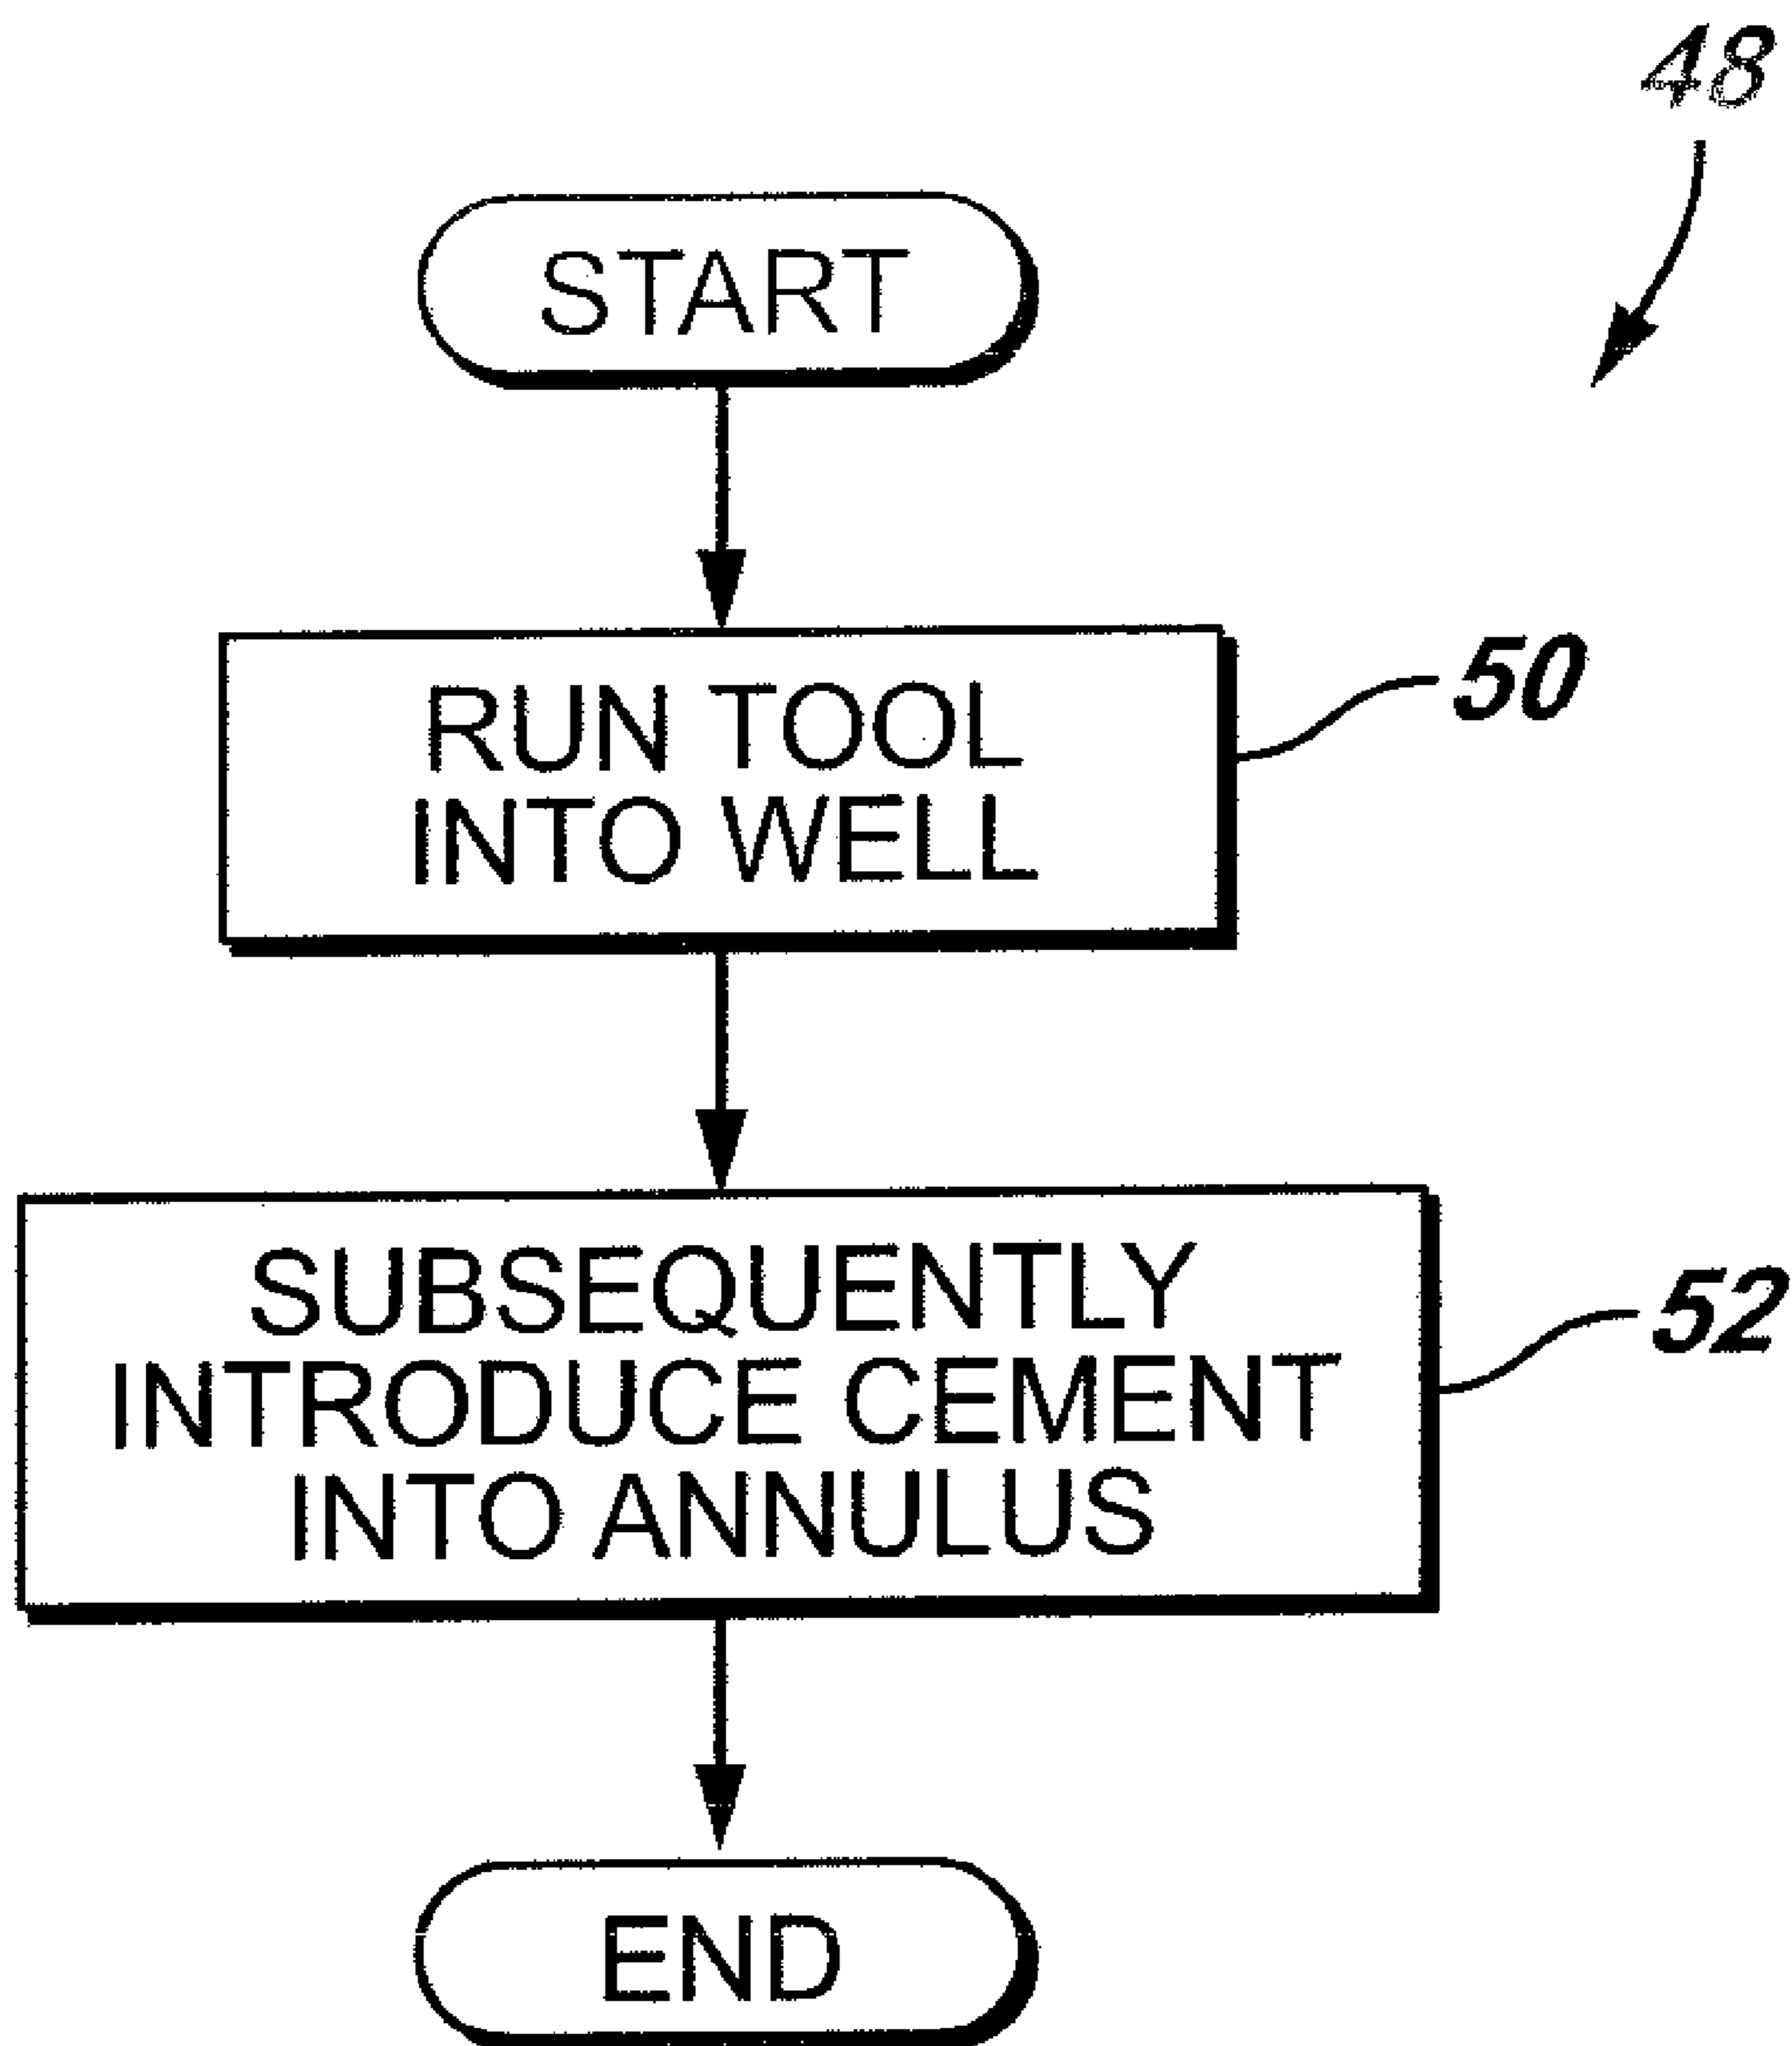 48
START
RUN TOOL
INTO WELL
50
SUBSEQUENTLY
INTRODUCE CEMENT
INTO ANNULUS
52
END